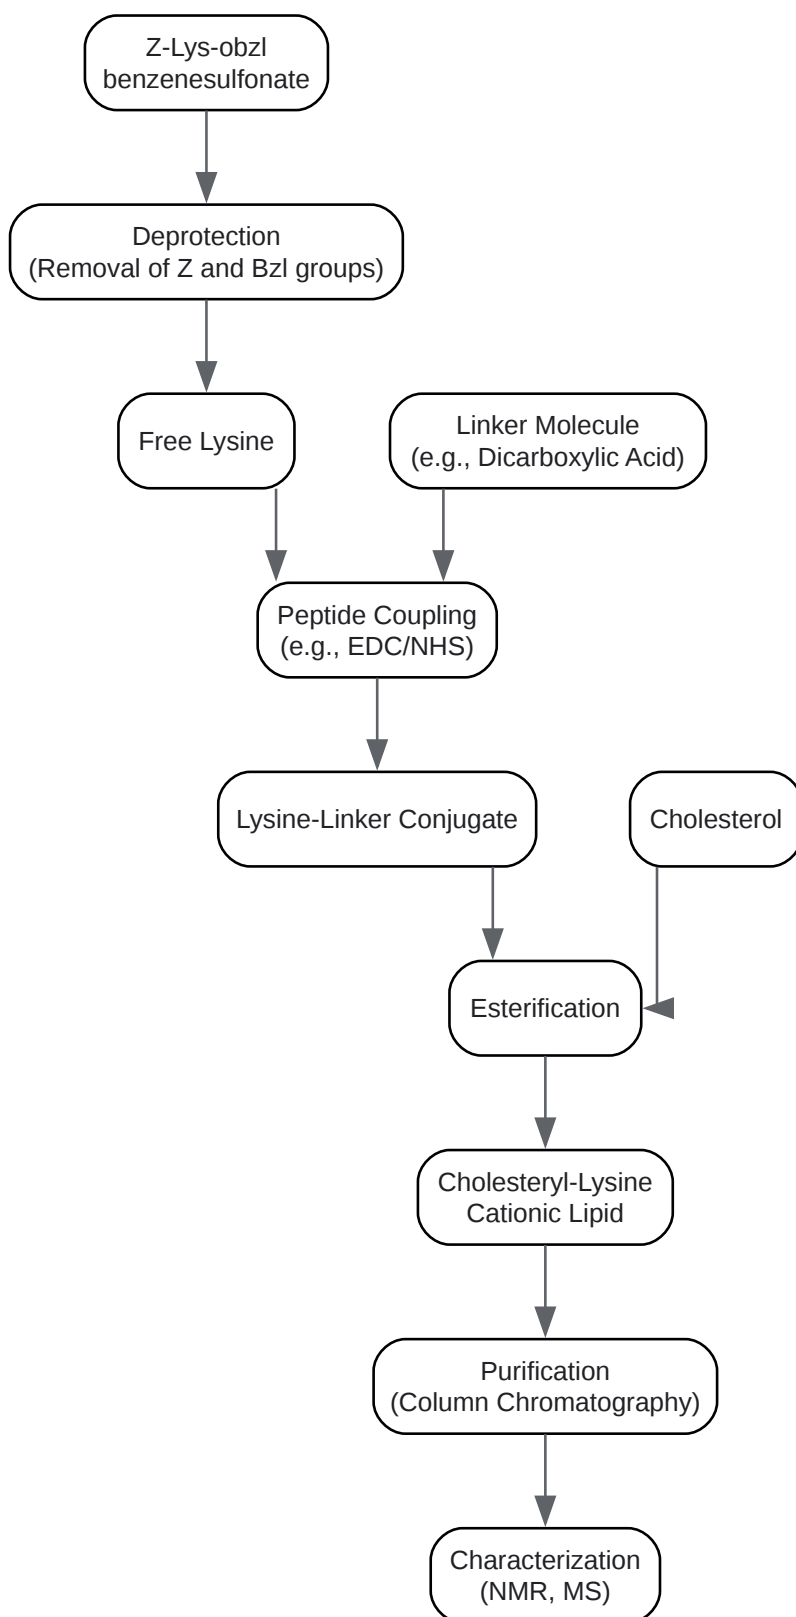 Z-Lys-obzl
benzenesulfonate
Deprotection
(Removal of Z and Bzl groups)
Free Lysine
Linker Molecule
(e.g., Dicarboxylic Acid)
Peptide Coupling
(e.g., EDC/NHS)
Lysine-Linker Conjugate
Cholesterol
Esterification
Cholesteryl-Lysine
Cationic Lipid
Purification
(Column Chromatography)
Characterization
(NMR, MS)